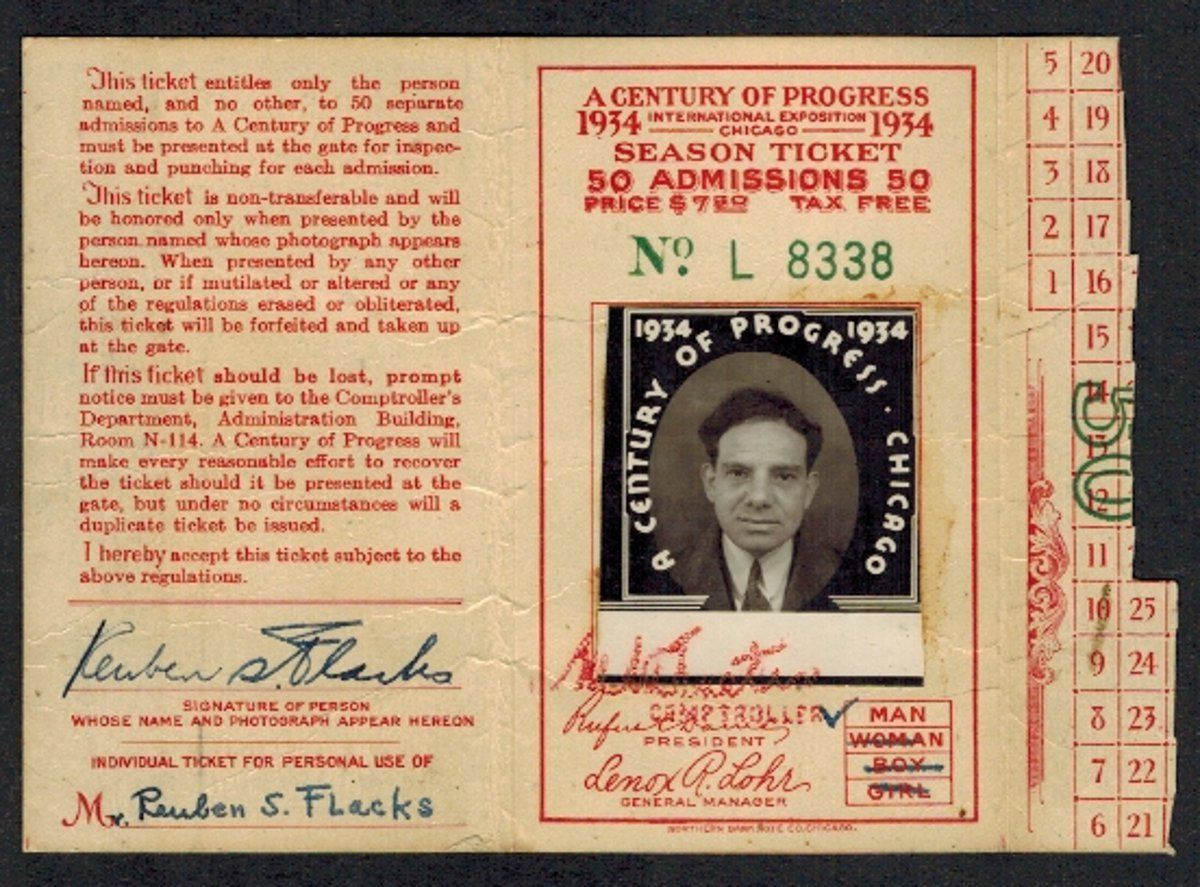 This ticket entitles only the person
named, and no other, to 50 separate
admissions to A Century of Progress and
must be presented at the gate for inspec-
tion and punching for each admission.
This ticket is non-transferable and will
be honored only when presented by the
person named whose photograph appears
hereon. When presented by any other
person, or if mutilated or altered or any
of the regulations erased or obliterated,
this ticket will be forfeited and taken up
at the gate.
If this ticket should be lost, prompt
notice must be given to the Comptroller's
Department, Administration Building,
Room N-114. A Century of Progress will
make every reasonable effort to recover
the ticket should it be presented at the
gate, but under no circumstances will a
duplicate ticket be issued.
I hereby accept this ticket subject to the
above regulations.
Reuben S. Flacks
SIGNATURE OF PERSON
WHOSE NAME AND PHOTOGRAPH APPEAR HEREON
INDIVIDUAL TICKET FOR PERSONAL USE OF
Mr. Reuben S. Flacks
A CENTURY OF PROGRESS
1934 INTERNATIONAL EXPOSITION 1934
CHICAGO
SEASON TICKET
50 ADMISSIONS 50
PRICE $7.50 TAX FREE
No. L 8338
1934 1934
A CENTURY OF PROGRESS · CHICAGO
COMPTROLLER
PRESIDENT
Lenox R. Lohr
GENERAL MANAGER
MAN
WOMAN
BOY
GIRL
5 20
4 19
3 18
2 17
1 16
15
14
13
12
50
11
10 25
9 24
8 23
7 22
6 21